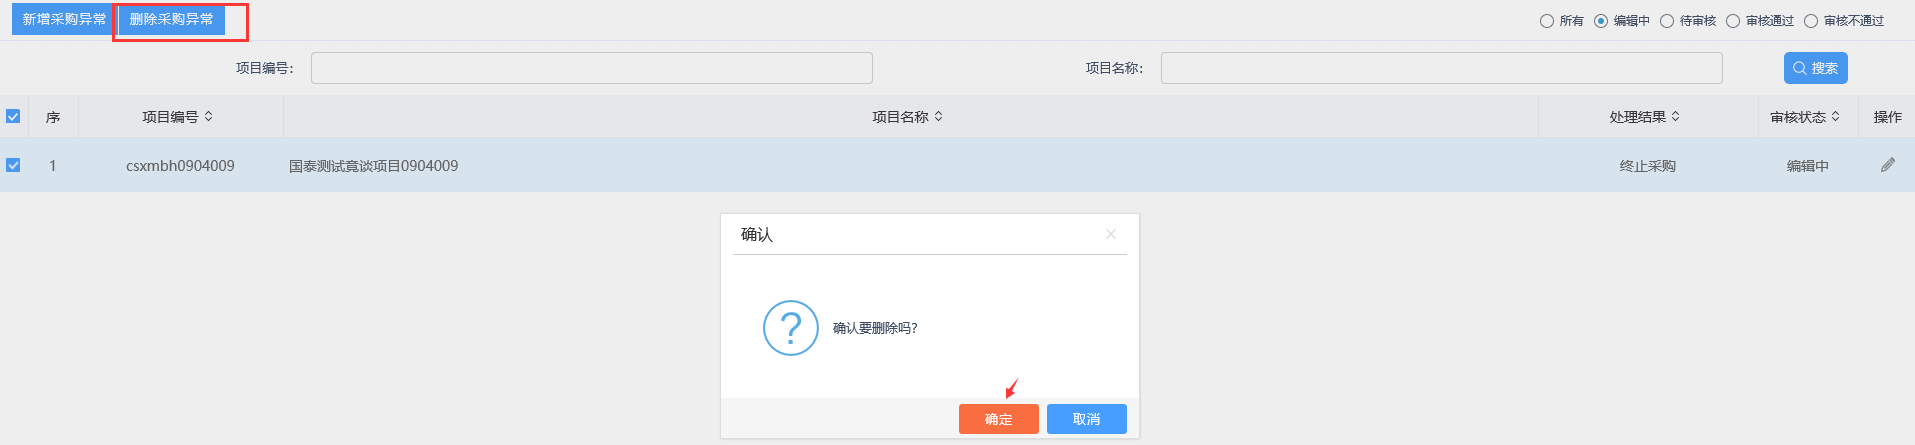 新增采购异常 删除采购异常 所有 编辑中 待审核 审核通过 审核不通过
项目编号： 项目名称： 搜索
序 项目编号 项目名称 处理结果 审核状态 操作
1 csxmbh0904009 国泰测试竟谈项目0904009 终止采购 编辑中
确认
确认要删除吗?
确定 取消